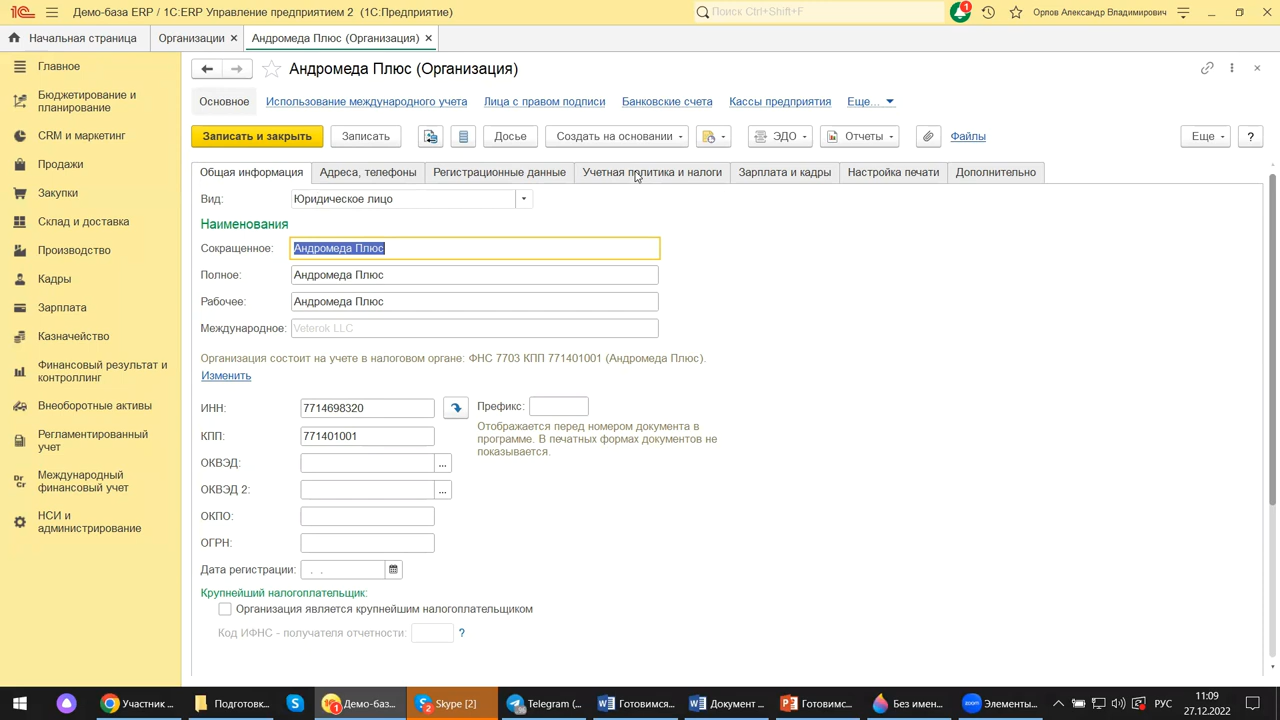 Демо-база ERP / 1С:ERP Управление предприятием 2 (1С:Предприятие)
Поиск Ctrl+Shift+F
1
Орлов Александр Владимирович
Начальная страница
Организации ×
Андромеда Плюс (Организация) ×
Главное
Бюджетирование и
планирование
CRM и маркетинг
Продажи
Закупки
Склад и доставка
Производство
Кадры
Зарплата
Казначейство
Финансовый результат и
контроллинг
Внеоборотные активы
Регламентированный
учет
Международный
финансовый учет
НСИ и
администрирование
Андромеда Плюс (Организация)
Основное
Использование международного учета
Лица с правом подписи
Банковские счета
Кассы предприятия
Еще...
Записать и закрыть
Записать
Досье
Создать на основании
ЭДО
Отчеты
Файлы
Еще
?
Общая информация
Адреса, телефоны
Регистрационные данные
Учетная политика и налоги
Зарплата и кадры
Настройка печати
Дополнительно
Вид: Юридическое лицо
Наименования
Сокращенное: Андромеда Плюс
Полное: Андромеда Плюс
Рабочее: Андромеда Плюс
Международное: Veterok LLC
Организация состоит на учете в налоговом органе: ФНС 7703 КПП 771401001 (Андромеда Плюс).
Изменить
ИНН: 7714698320
Префикс:
Отображается перед номером документа в
программе. В печатных формах документов не
показывается.
КПП: 771401001
ОКВЭД: ...
ОКВЭД 2: ...
ОКПО:
ОГРН:
Дата регистрации: . .
Крупнейший налогоплательщик:
Организация является крупнейшим налогоплательщиком
Код ИФНС - получателя отчетности: ?
Участник ...
Подготовк...
Демо-баз...
Skype [2]
Telegram (...
Готовимся...
Документ ...
Готовимс...
Без имен...
Элементы...
РУС
11:09
27.12.2022